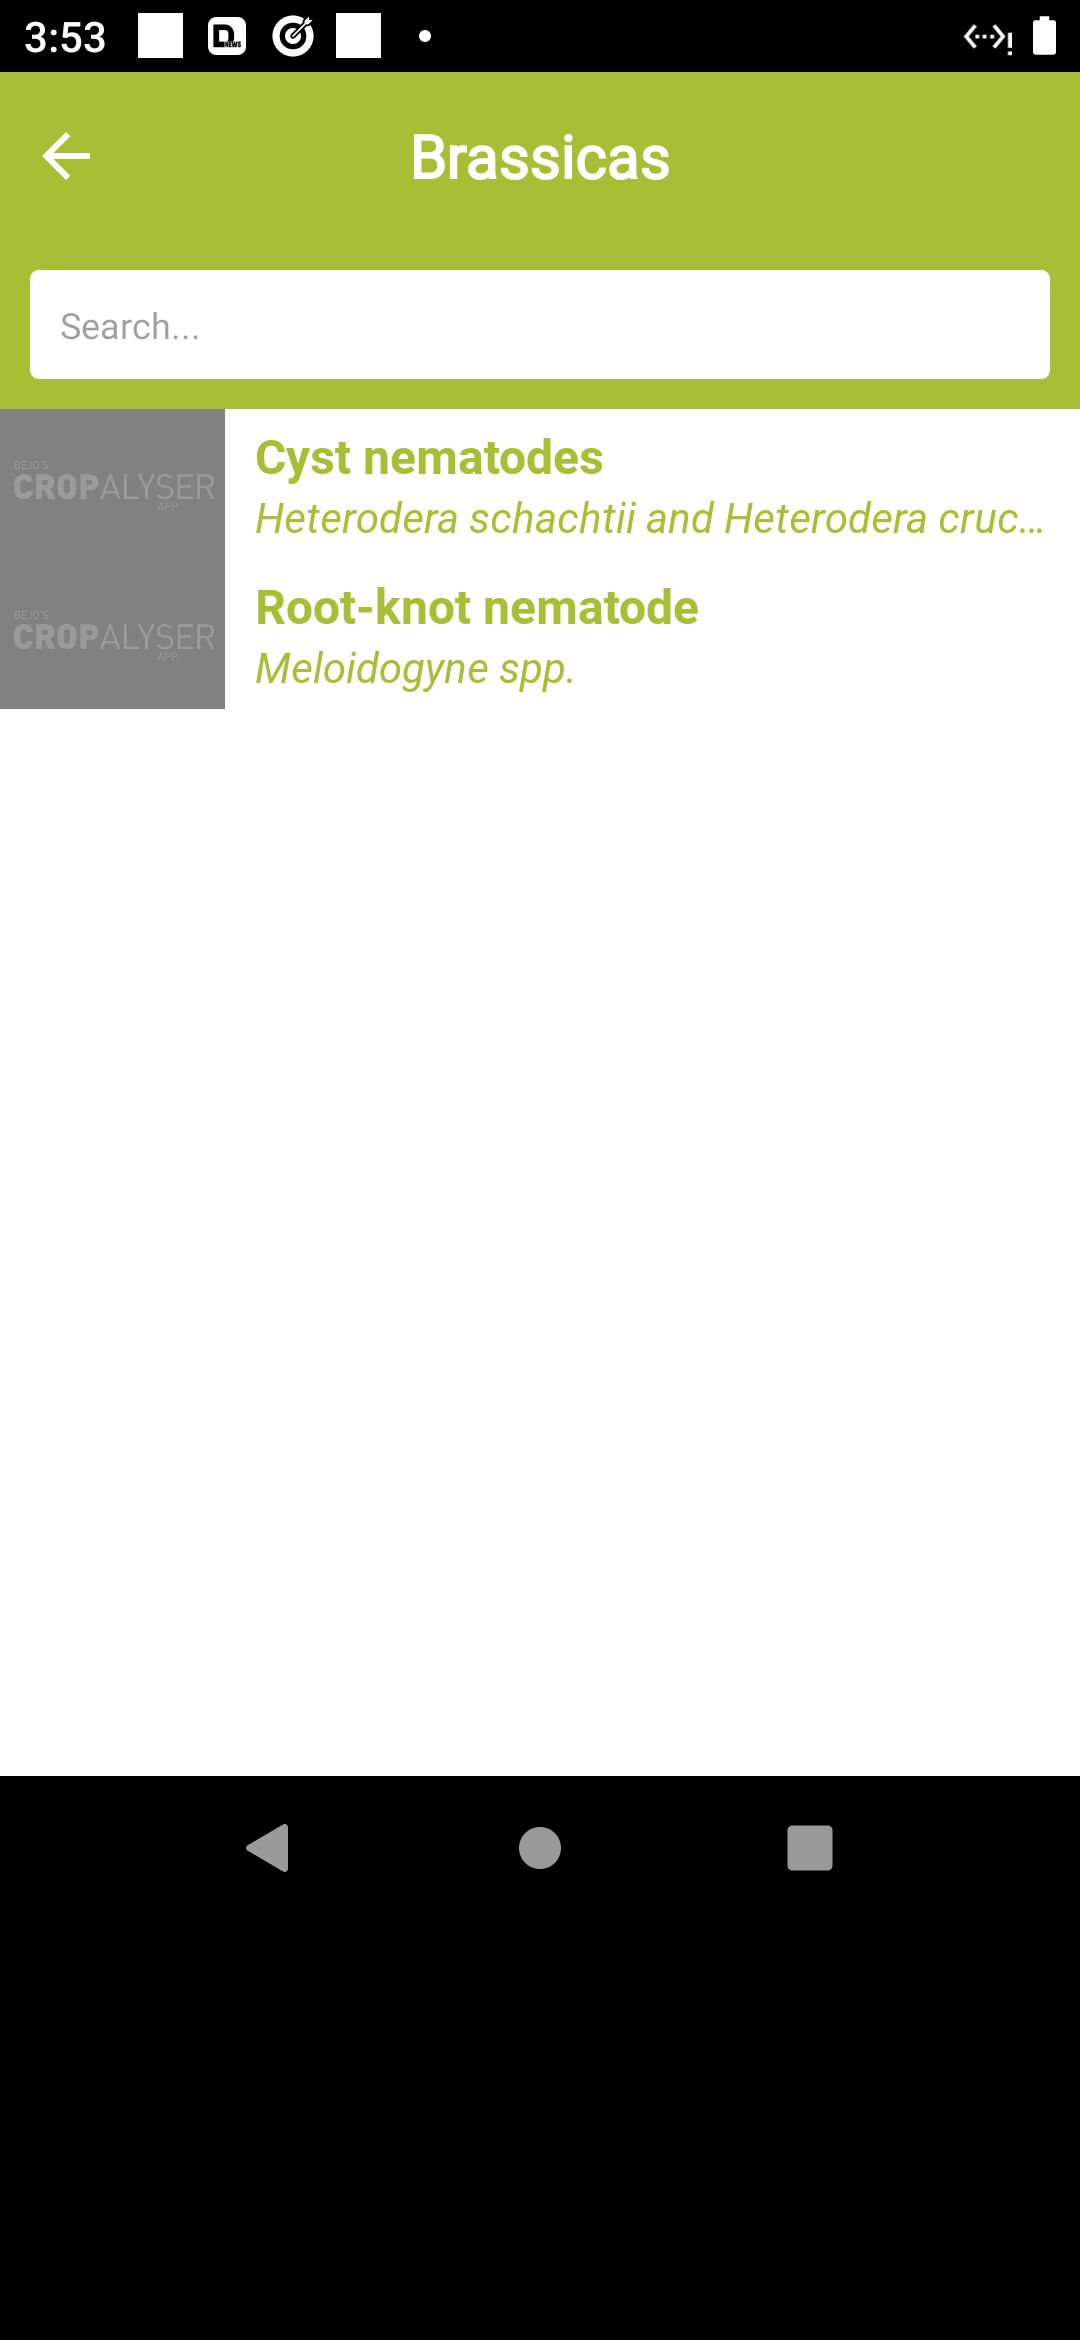 3:53
D NEWS
Brassicas
Search...
BEJO'S
CROPALYSER
APP
Cyst nematodes
Heterodera schachtii and Heterodera cruc...
BEJO'S
CROPALYSER
APP
Root-knot nematode
Meloidogyne spp.